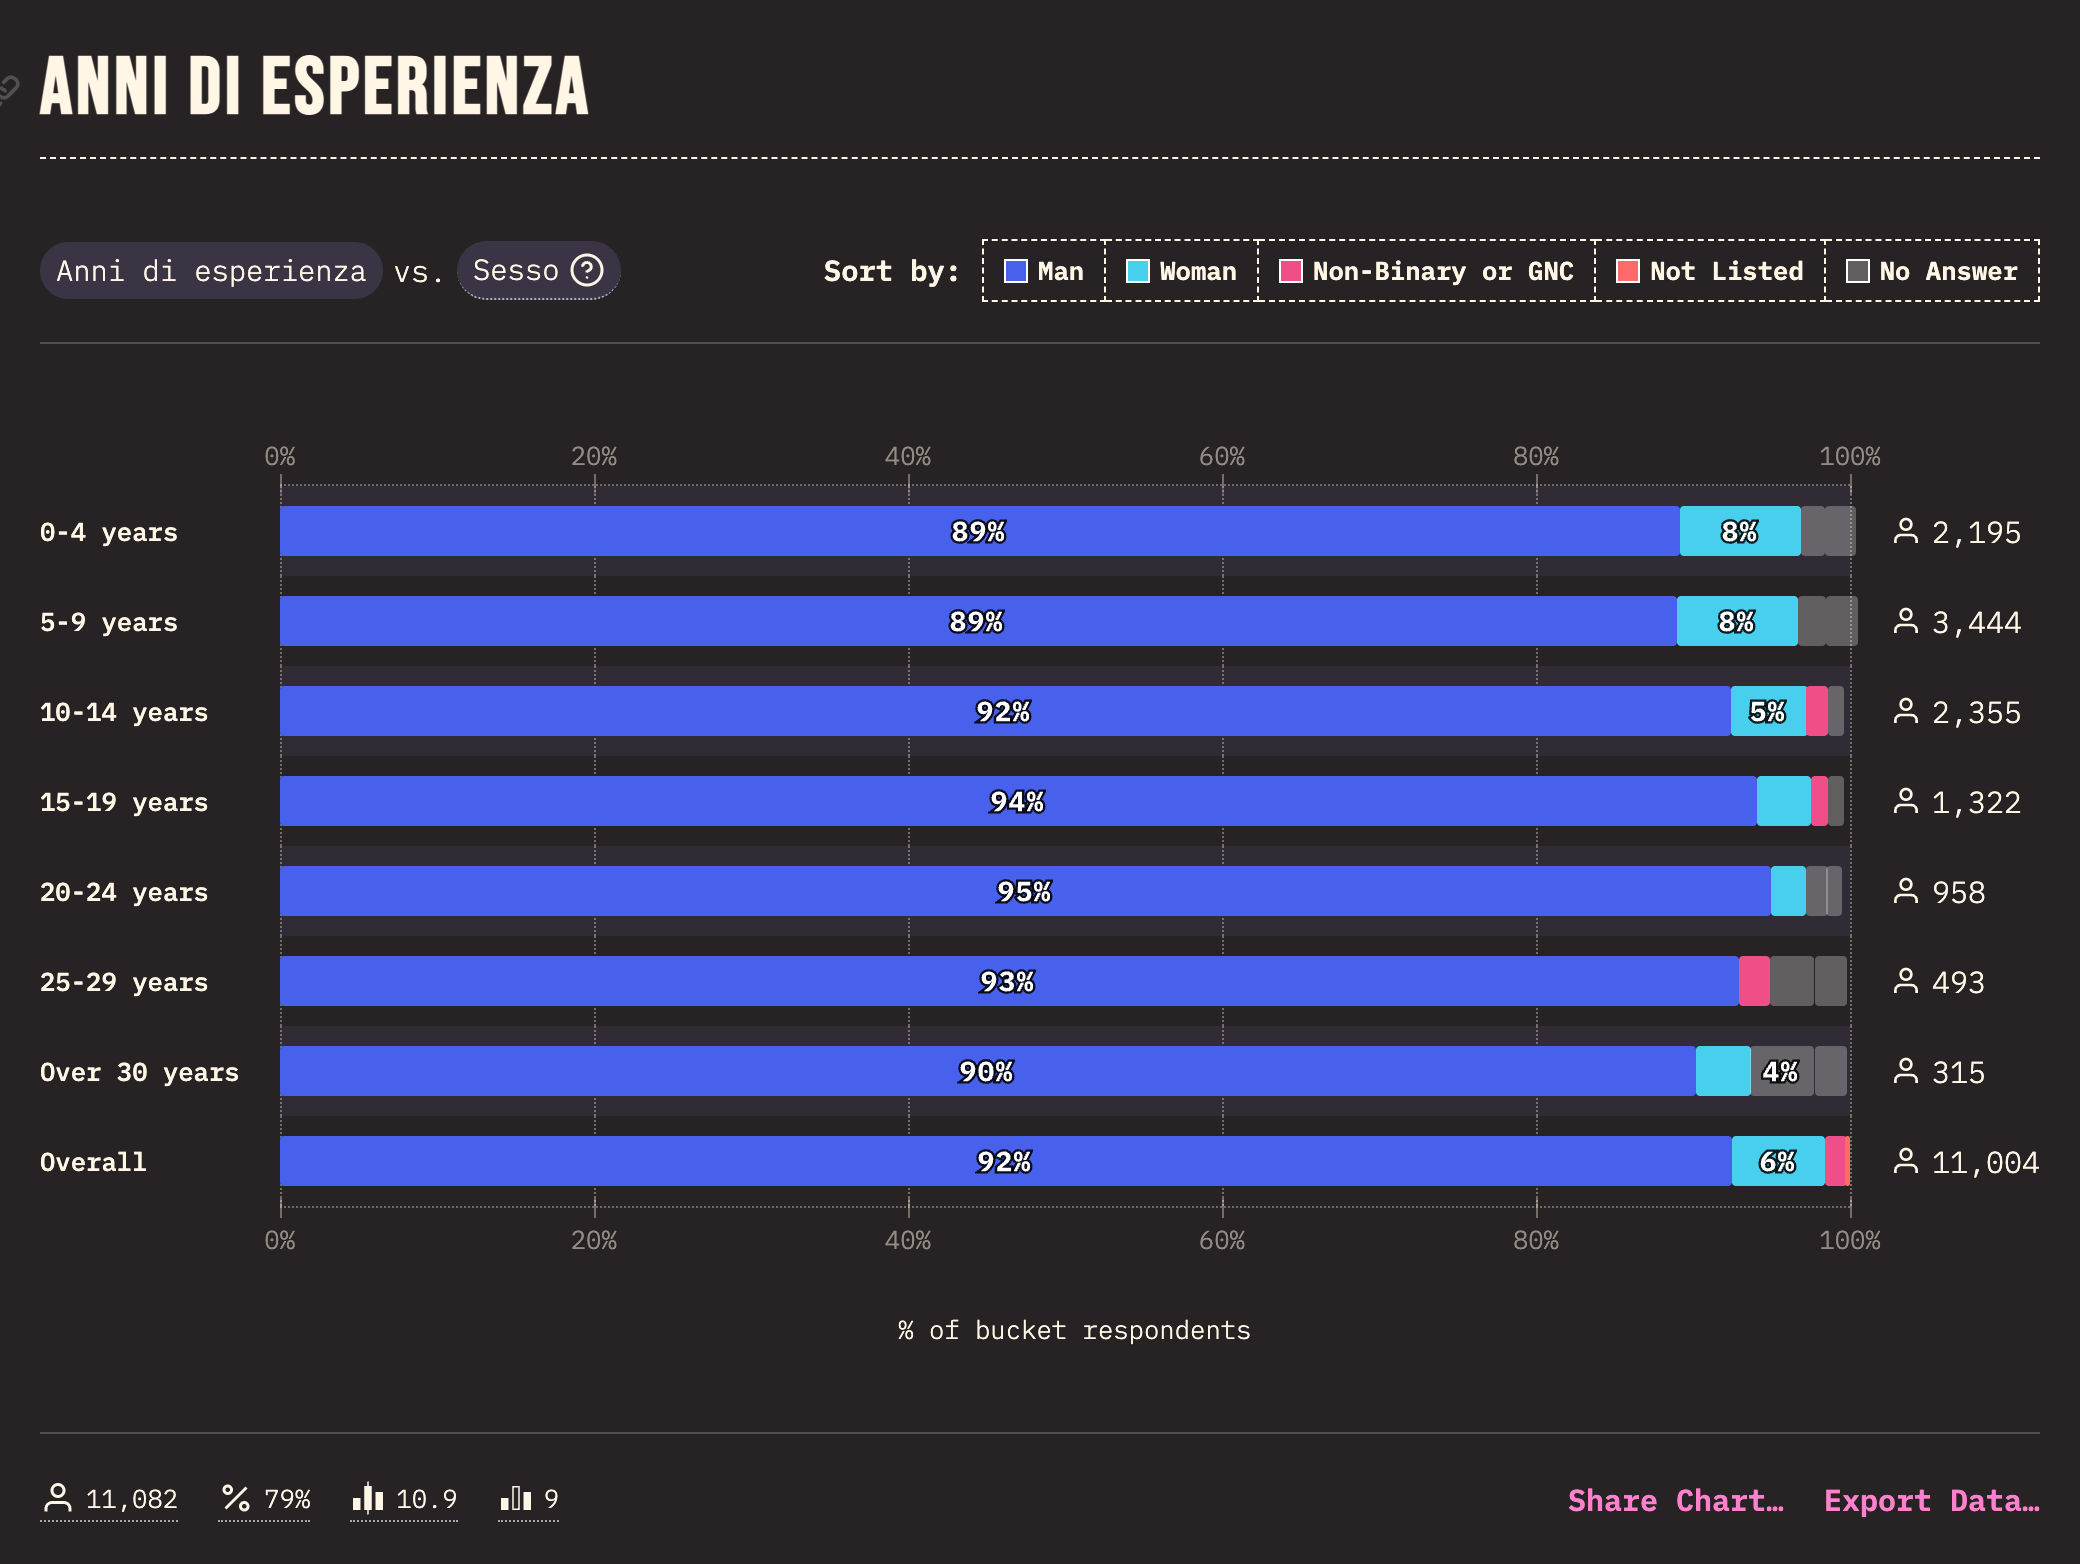 ANNI DI ESPERIENZA
Anni di esperienza vs. Sesso ? Sort by: Man Woman Non-Binary or GNC Not Listed No Answer
0% 20% 40% 60% 80% 100%
0-4 years 89% 8% 2,195
5-9 years 89% 8% 3,444
10-14 years 92% 5% 2,355
15-19 years 94% 1,322
20-24 years 95% 958
25-29 years 93% 493
Over 30 years 90% 4% 315
Overall 92% 6% 11,004
0% 20% 40% 60% 80% 100%
% of bucket respondents
11,082 79% 10.9 9 Share Chart… Export Data…